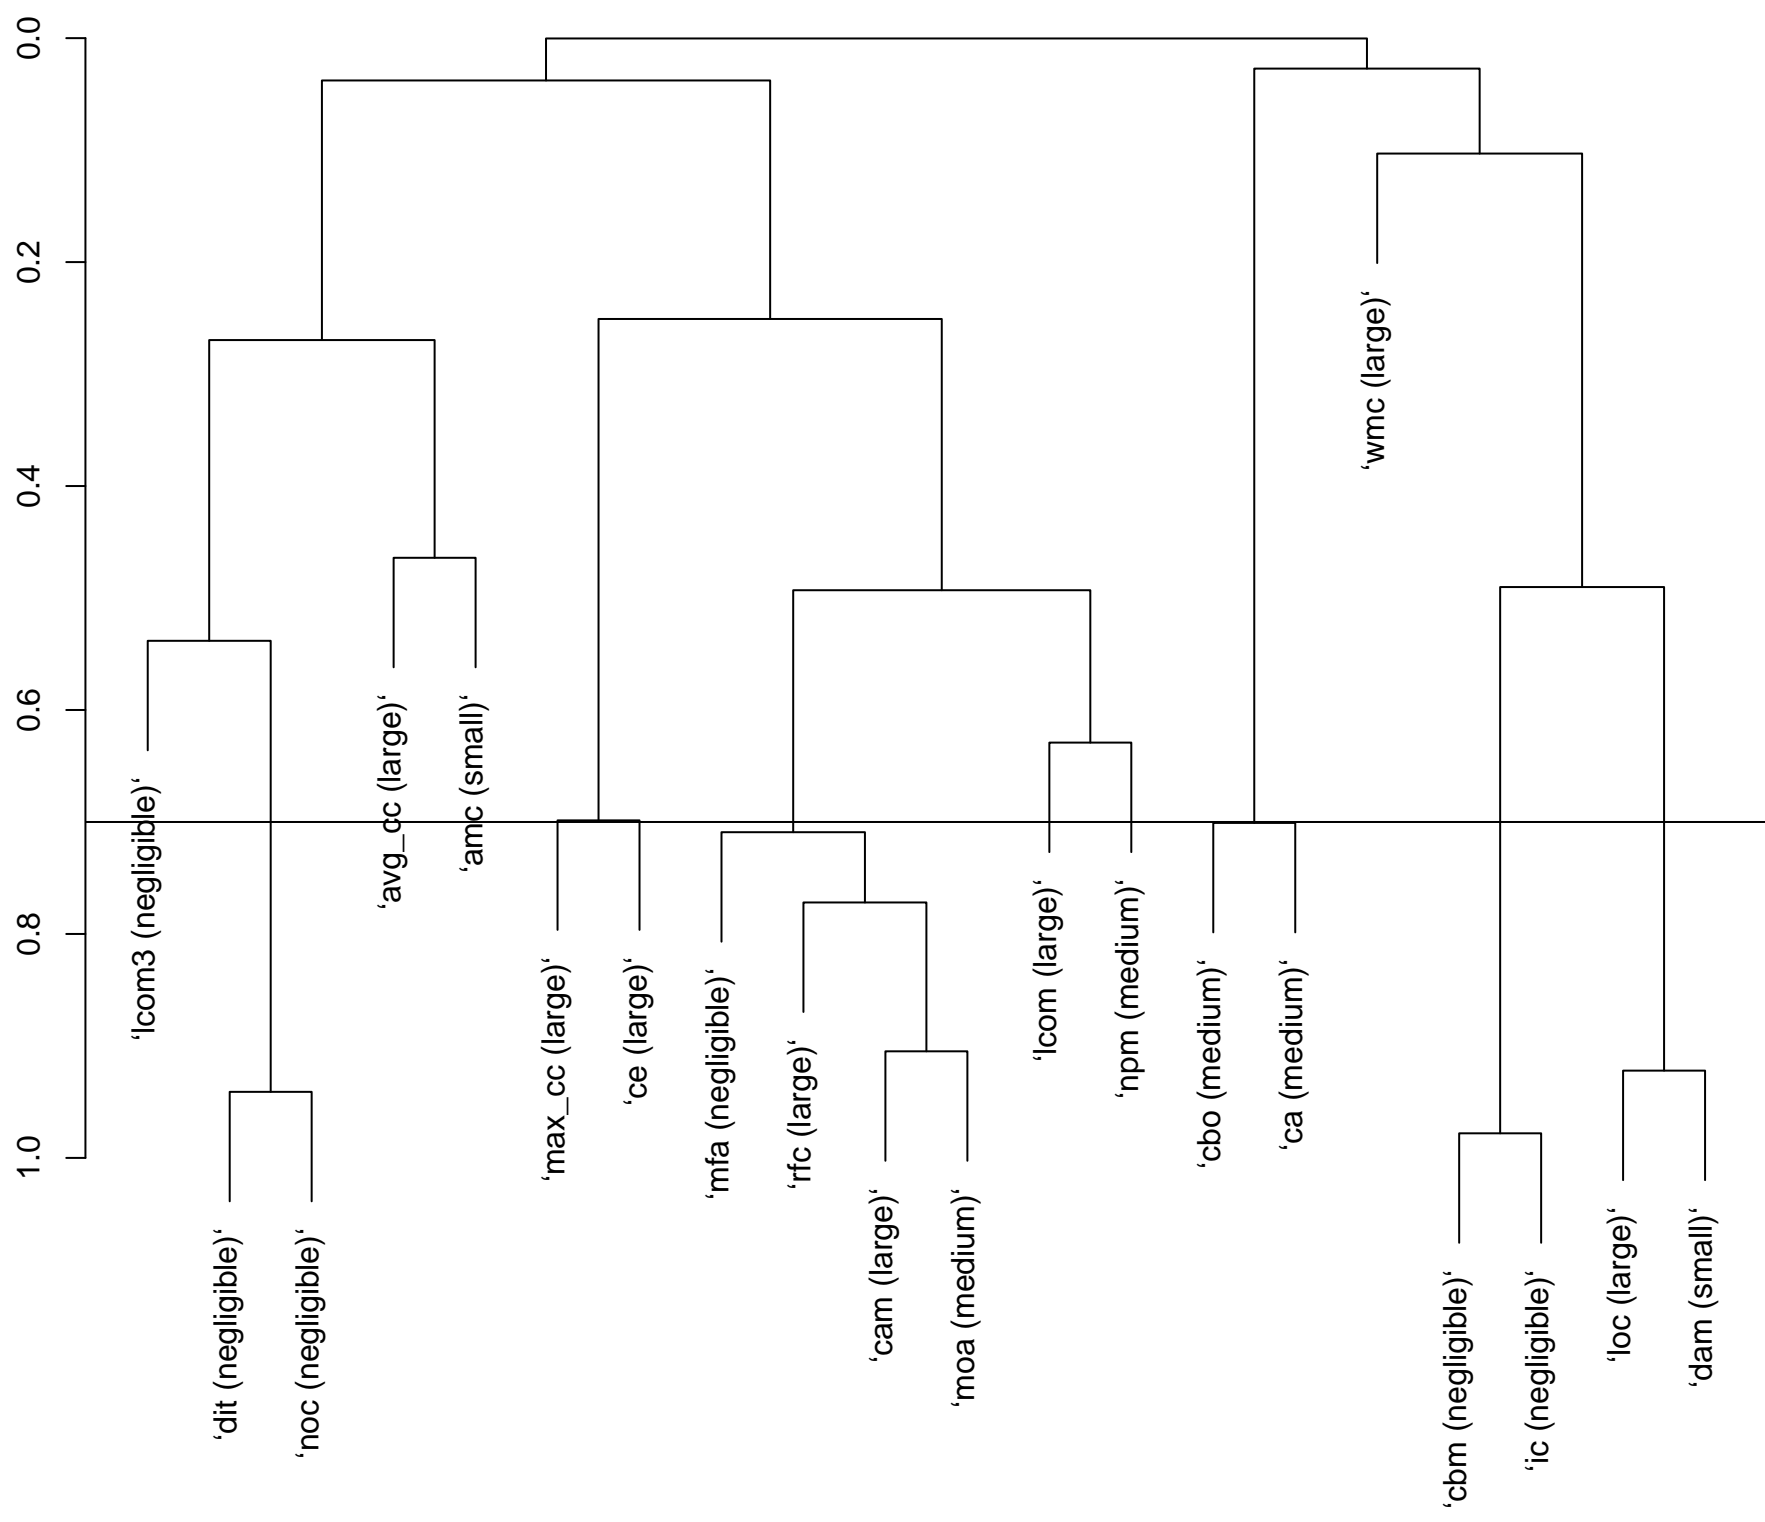 0.0
0.2
0.4
0.6
0.8
1.0
‘lcom3 (negligible)‘
‘dit (negligible)‘
‘noc (negligible)‘
‘avg_cc (large)‘
‘amc (small)‘
‘max_cc (large)‘
‘ce (large)‘
‘mfa (negligible)‘
‘rfc (large)‘
‘cam (large)‘
‘moa (medium)‘
‘lcom (large)‘
‘npm (medium)‘
‘cbo (medium)‘
‘ca (medium)‘
‘wmc (large)‘
‘cbm (negligible)‘
‘ic (negligible)‘
‘loc (large)‘
‘dam (small)‘